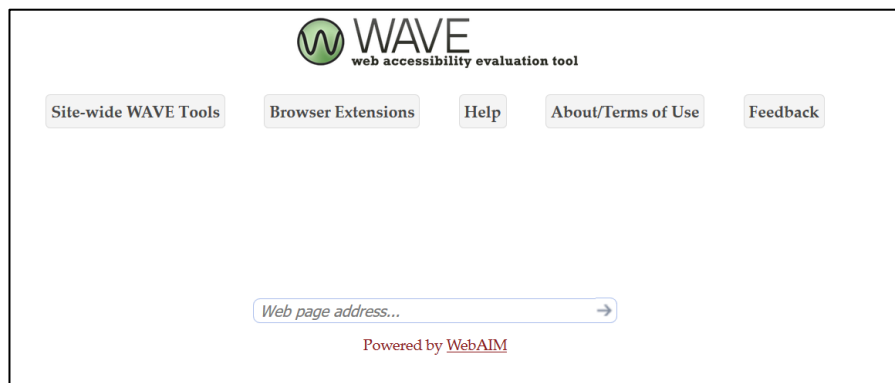 WAVE
web accessibility evaluation tool
Site-wide WAVE Tools Browser Extensions Help About/Terms of Use Feedback
Web page address...
Powered by WebAIM